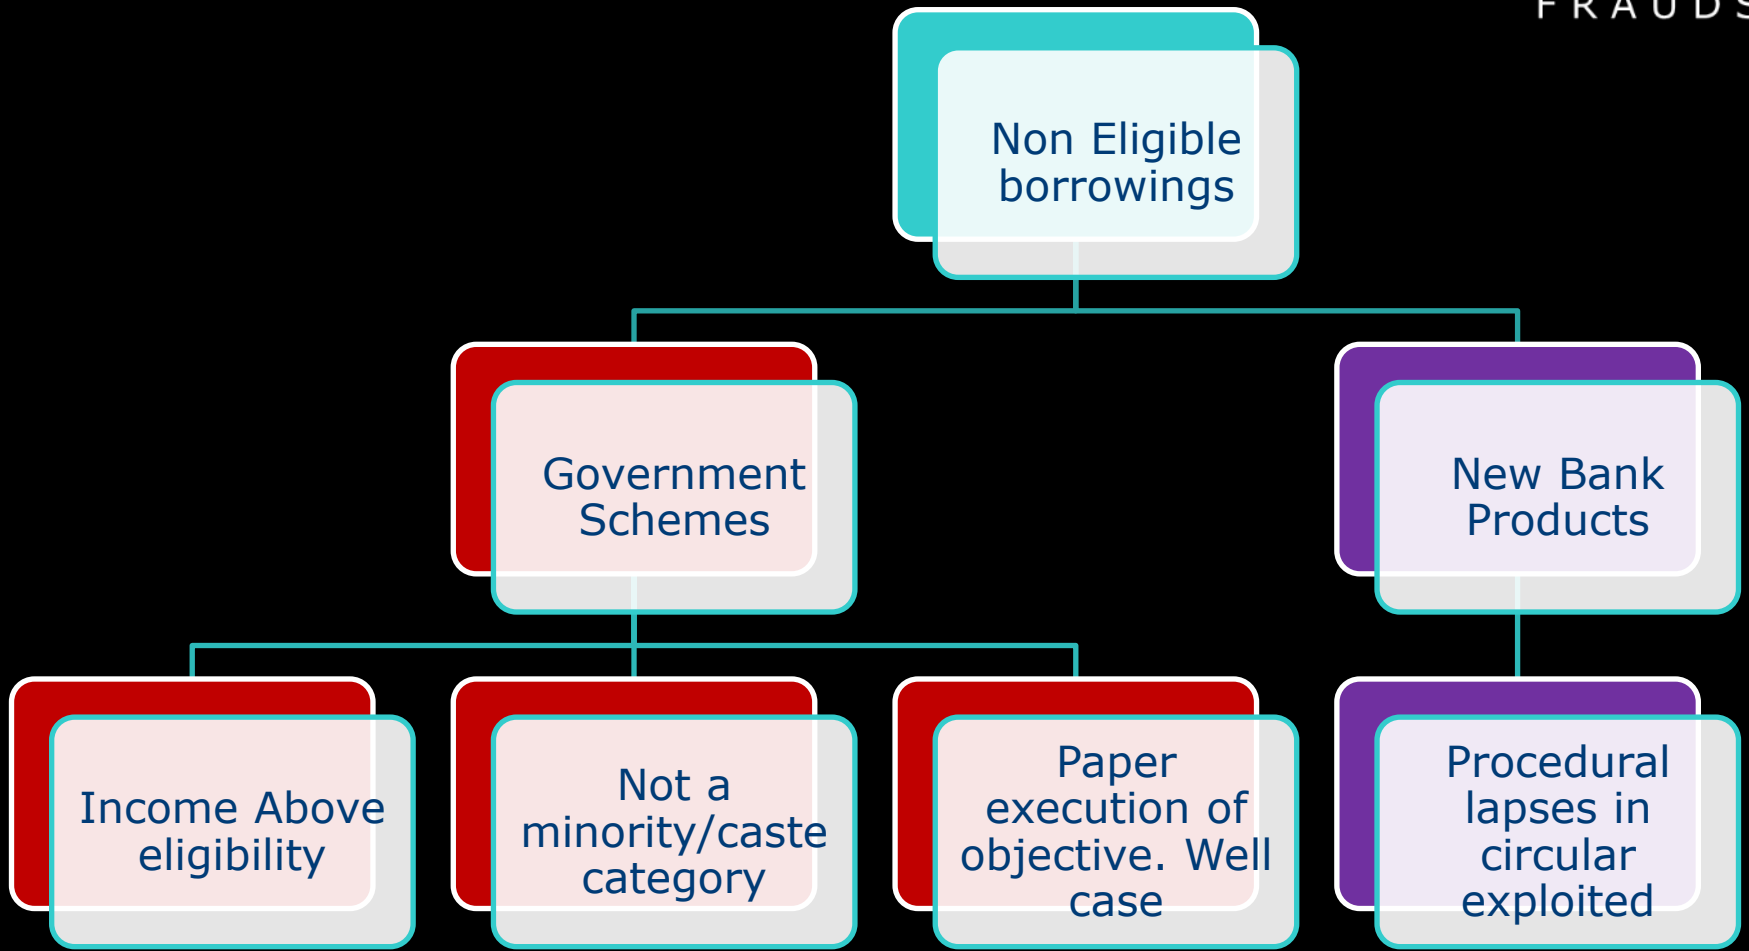 FRAUDS
Non Eligible
borrowings
Government
Schemes
New Bank
Products
Income Above
eligibility
Not a
minority/caste
category
Paper
execution of
objective. Well
case
Procedural
lapses in
circular
exploited